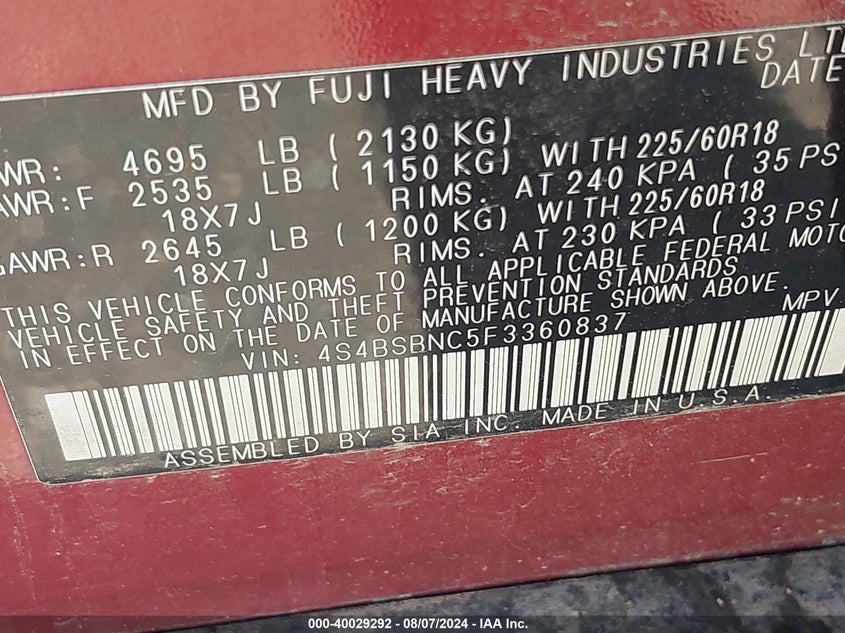 MFD BY FUJI HEAVY INDUSTRIES LTD
DATE
WR: 4695 LB ( 2130 KG)
AWR:F 2535 LB ( 1150 KG) WITH 225/60R18
18X7J RIMS. AT 240 KPA ( 35 PS
GAWR:R 2645 LB ( 1200 KG) WITH 225/60R18
18X7J RIMS. AT 230 KPA ( 33 PSI
THIS VEHICLE CONFORMS TO ALL APPLICABLE FEDERAL MOTO
VEHICLE SAFETY AND THEFT PREVENTION STANDARDS
IN EFFECT ON THE DATE OF MANUFACTURE SHOWN ABOVE.
VIN: 4S4BSBNC5F3360837 MPV
ASSEMBLED BY SIA INC. MADE IN U.S.A.
000-40029292 - 08/07/2024 - IAA Inc.